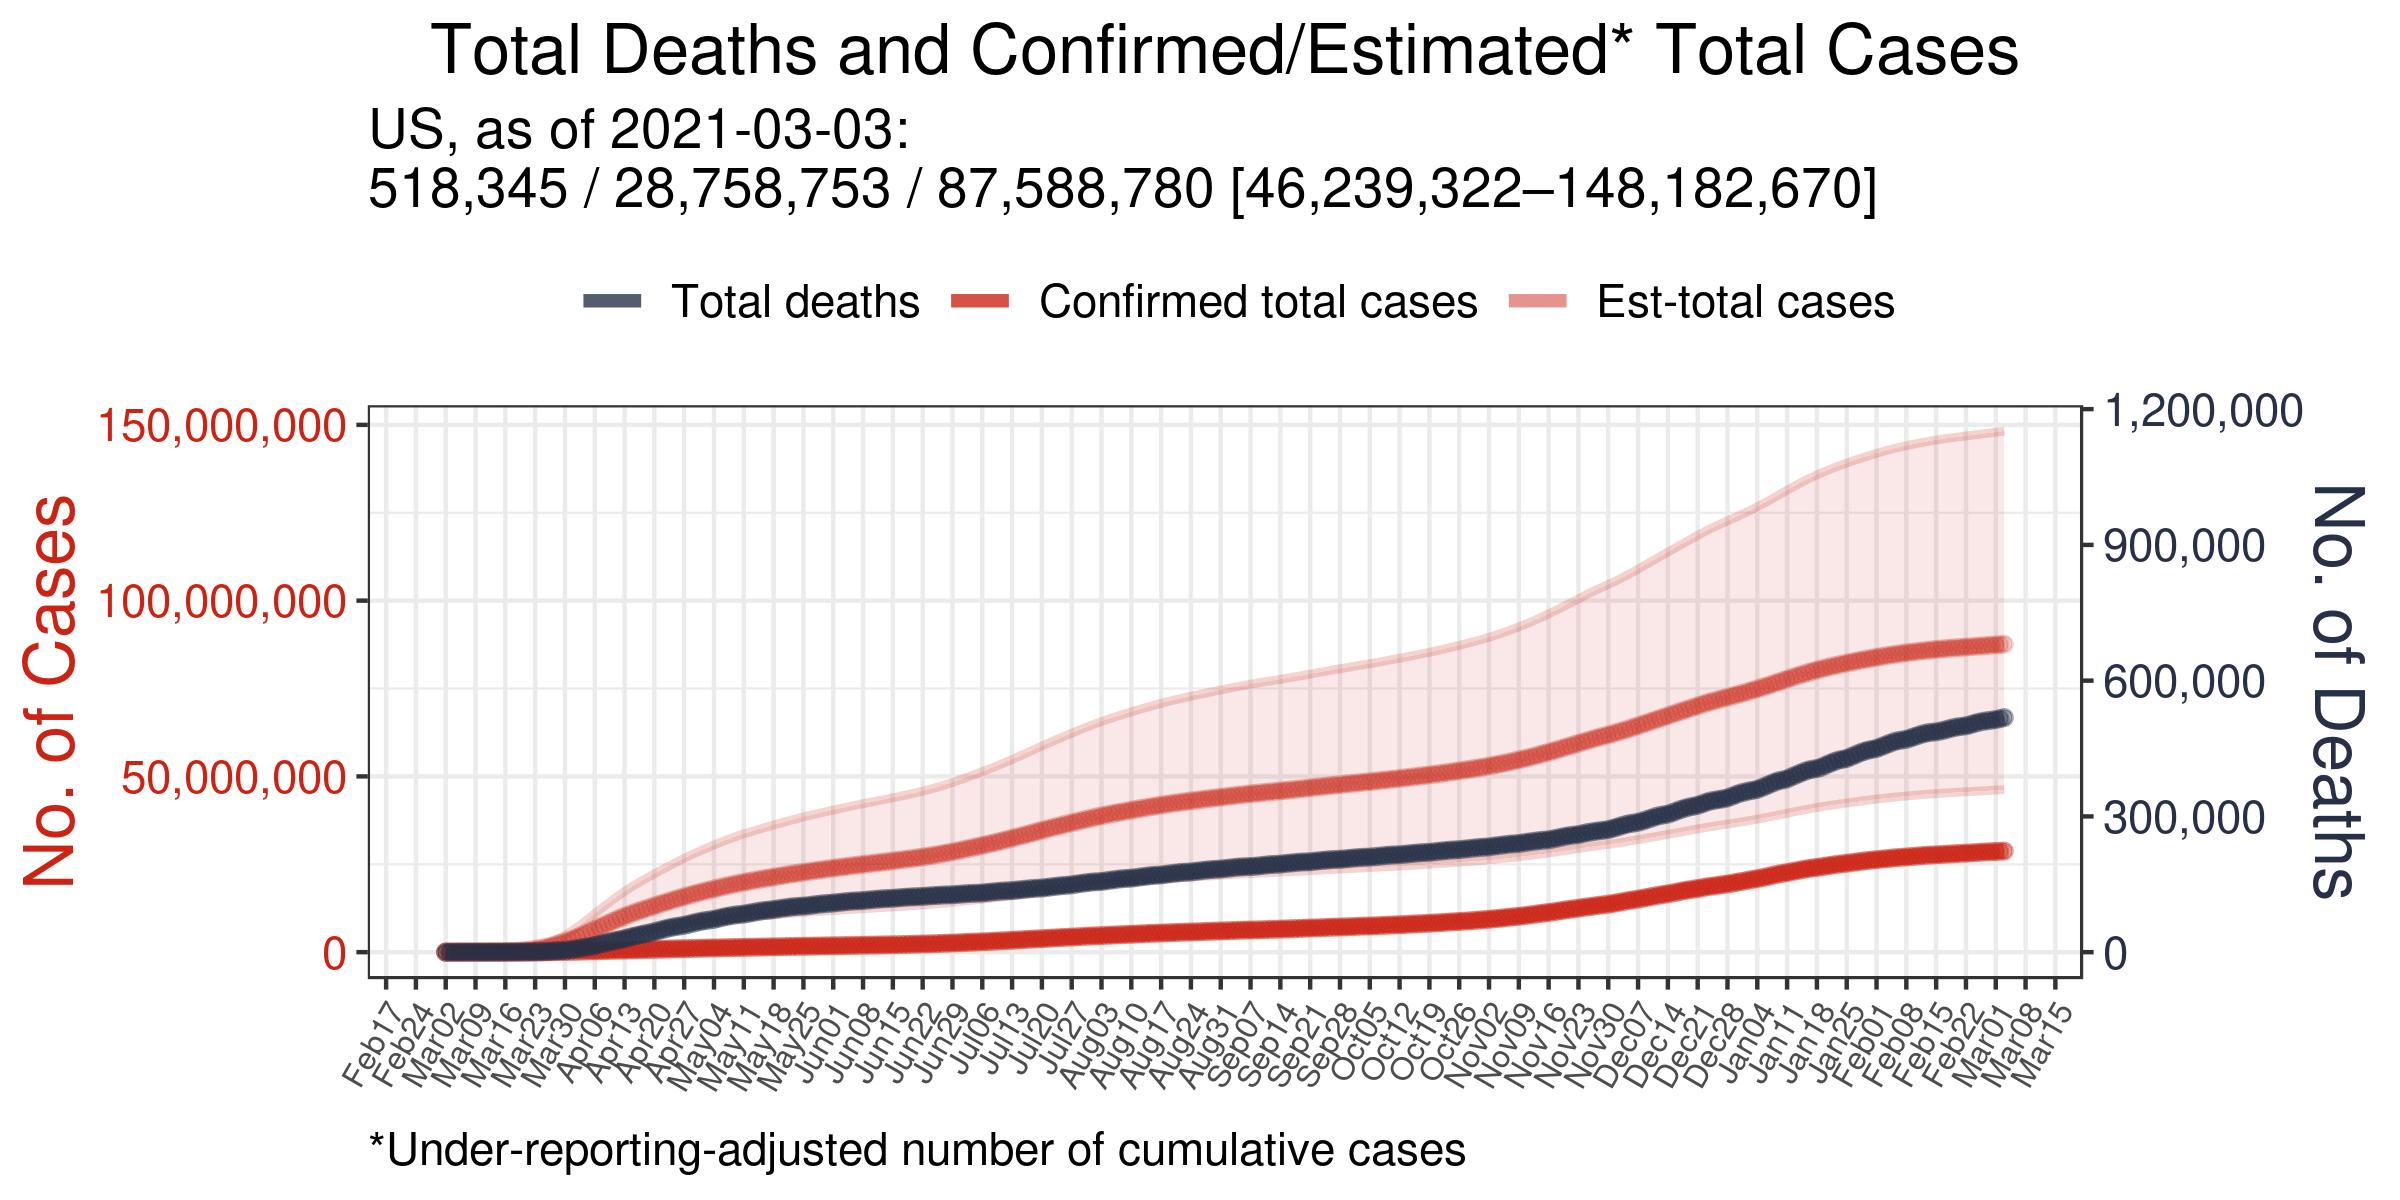 Total Deaths and Confirmed/Estimated* Total Cases
US, as of 2021-03-03:
518,345 / 28,758,753 / 87,588,780 [46,239,322–148,182,670]
Total deaths
Confirmed total cases
Est-total cases
No. of Cases
150,000,000
100,000,000
50,000,000
0
1,200,000
900,000
600,000
300,000
0
No. of Deaths
Feb17
Feb24
Mar02
Mar09
Mar16
Mar23
Mar30
Apr06
Apr13
Apr20
Apr27
May04
May11
May18
May25
Jun01
Jun08
Jun15
Jun22
Jun29
Jul06
Jul13
Jul20
Jul27
Aug03
Aug10
Aug17
Aug24
Aug31
Sep07
Sep14
Sep21
Sep28
Oct05
Oct12
Oct19
Oct26
Nov02
Nov09
Nov16
Nov23
Nov30
Dec07
Dec14
Dec21
Dec28
Jan04
Jan11
Jan18
Jan25
Feb01
Feb08
Feb15
Feb22
Mar01
Mar08
Mar15
*Under-reporting-adjusted number of cumulative cases